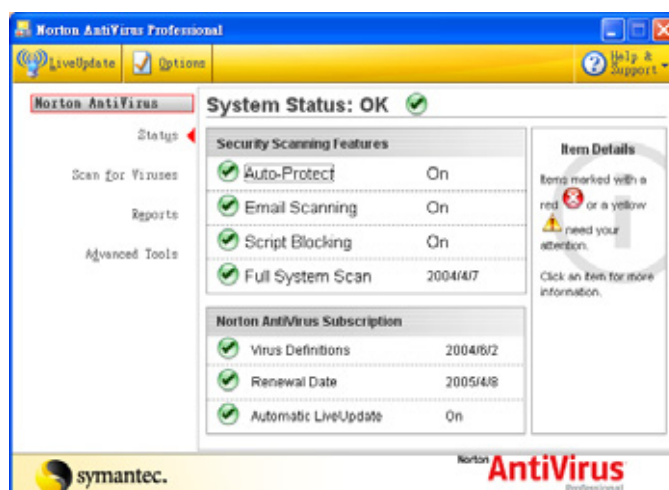 Norton AntiVirus Professional
LiveUpdate
Options
Help & Support
Norton AntiVirus
Status
Scan for Viruses
Reports
Advanced Tools
System Status: OK
Security Scanning Features
Auto-Protect On
Email Scanning On
Script Blocking On
Full System Scan 2004/4/7
Norton AntiVirus Subscription
Virus Definitions 2004/6/2
Renewal Date 2005/4/8
Automatic LiveUpdate On
Item Details
Items marked with a
red or a yellow
need your
attention.
Click an item for more
information.
symantec.
Norton
AntiVirus
Professional